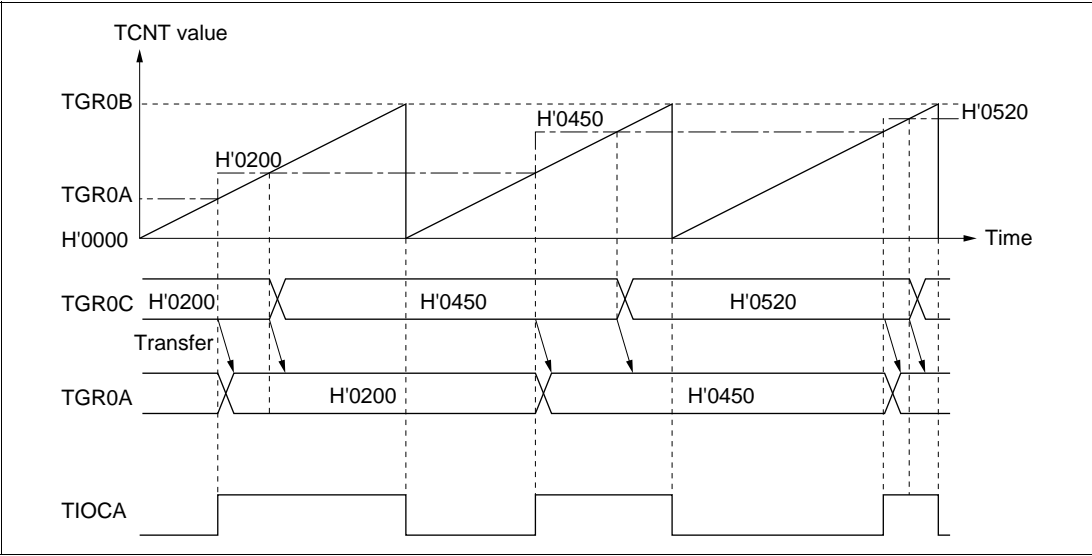 TCNT value
TGR0B
H'0520
H'0450
H'0200
TGR0A
H'0000
Time
TGR0C H'0200 H'0450 H'0520
Transfer
TGR0A H'0200 H'0450
TIOCA